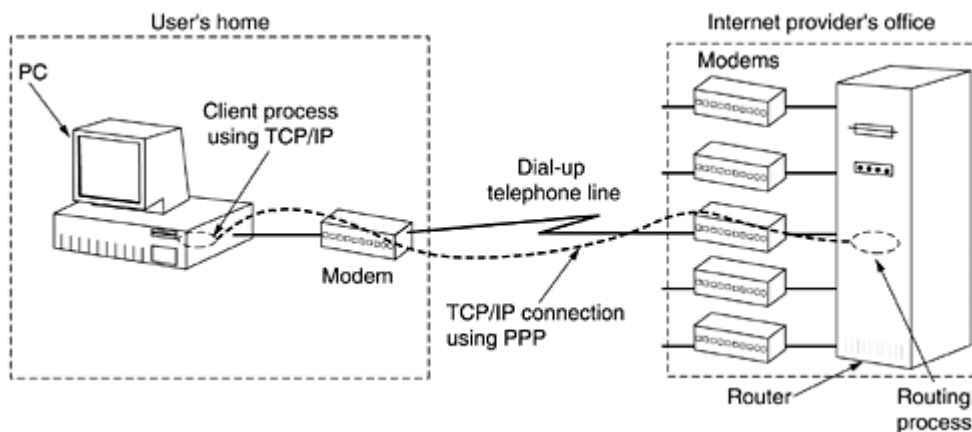 User's home
Internet provider's office
PC
Modems
Client process
using TCP/IP
Dial-up
telephone line
Modem
TCP/IP connection
using PPP
Router
Routing
process